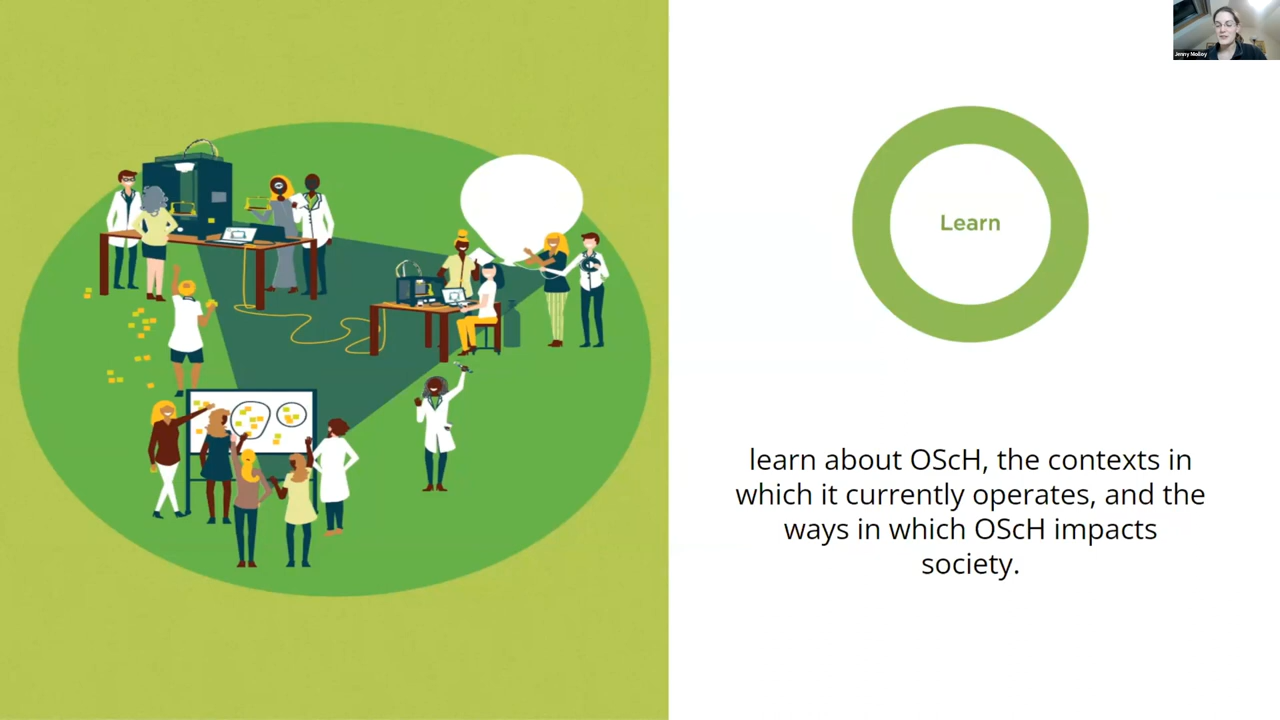 Jenny Molloy
Learn
learn about OScH, the contexts in
which it currently operates, and the
ways in which OScH impacts
society.